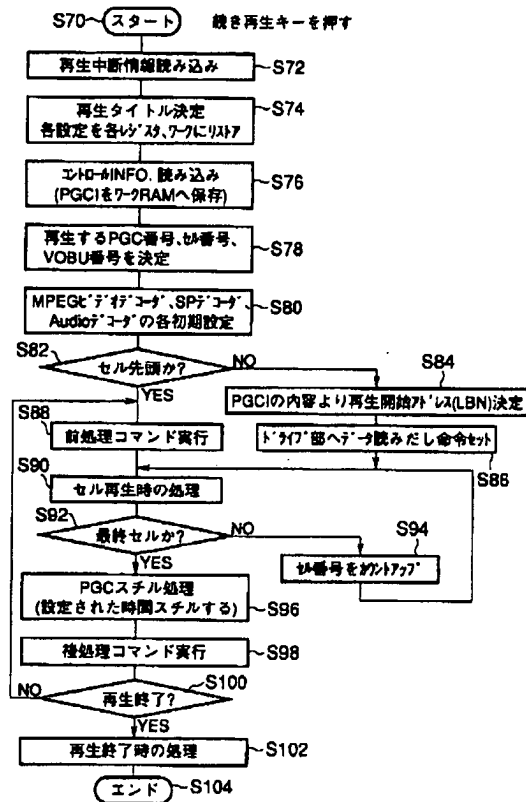 S70 スタート 続き再生キーを押す
再生中断情報読み込み S72
再生タイトル決定
各設定を各レジスタ、ワークにリストア S74
コントロールINFO.読み込み
(PGCIをワークRAMへ保存) S76
再生するPGC番号、セル番号、
VOBU番号を決定 S78
MPEGビデオデコーダ、SPデコーダ、
Audioデコーダの各初期設定 S80
S82 セル先頭か? NO
YES
S84
PGCIの内容より再生開始アドレス(LBN)決定
ドライブ部へデータ読みだし命令セット
S86
S88
前処理コマンド実行
S90
セル再生時の処理
S92
最終セルか? NO
YES
S94
セル番号をカウントアップ
PGCスチル処理
(設定された時間スチルする) S96
後処理コマンド実行 S98
S100
NO 再生終了?
YES
再生終了時の処理 S102
エンド S104